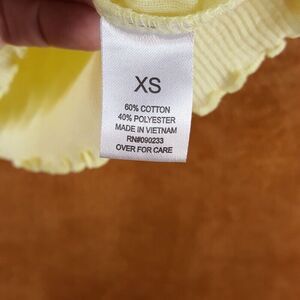 XS
60% COTTON
40% POLYESTER
MADE IN VIETNAM
RN#090233
OVER FOR CARE